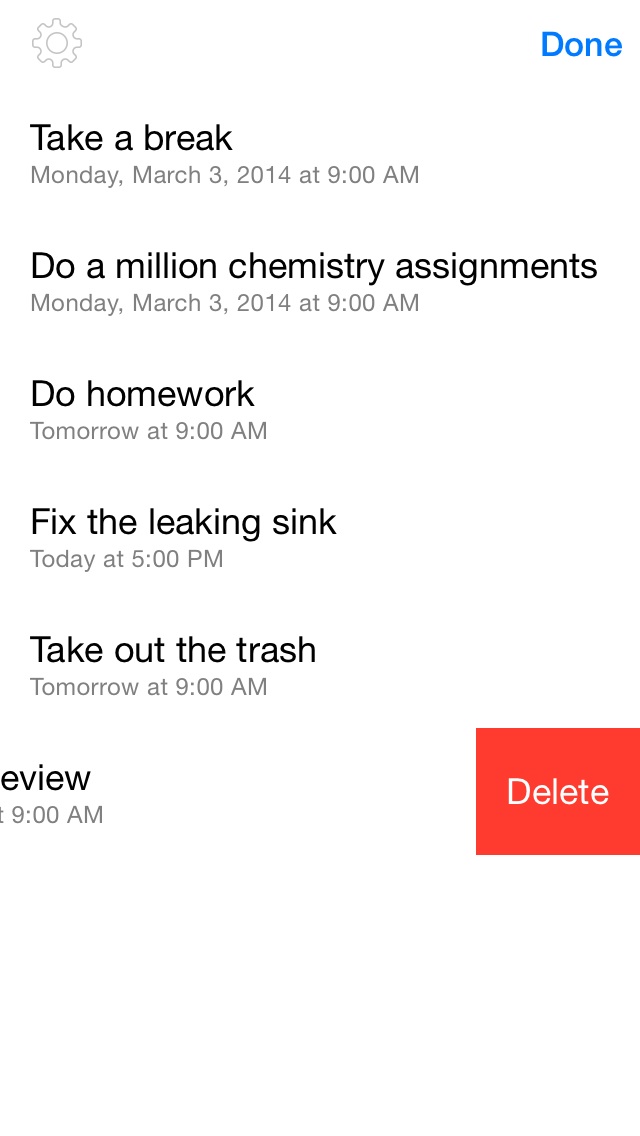 Done
Take a break
Monday, March 3, 2014 at 9:00 AM
Do a million chemistry assignments
Monday, March 3, 2014 at 9:00 AM
Do homework
Tomorrow at 9:00 AM
Fix the leaking sink
Today at 5:00 PM
Take out the trash
Tomorrow at 9:00 AM
eview
t 9:00 AM
Delete